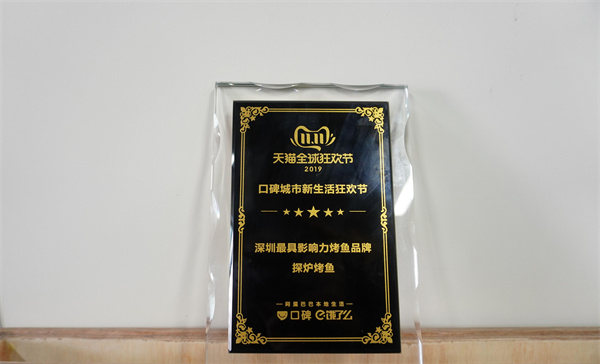 11.11
天猫全球狂欢节
2019
口碑城市新生活狂欢节
深圳最具影响力烤鱼品牌
探炉烤鱼
阿里巴巴本地生活
口碑 饿了么